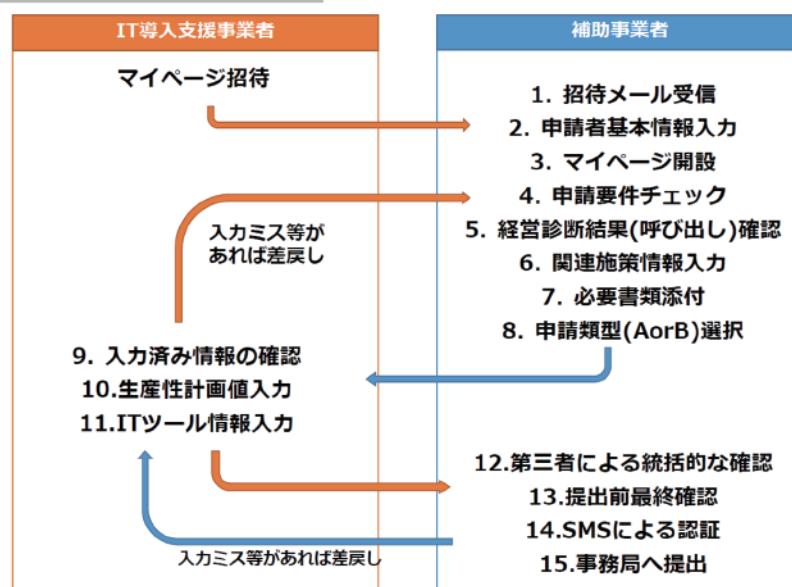 IT導入支援事業者
マイページ招待
入力ミス等が
あれば差戻し
9. 入力済み情報の確認
10.生産性計画値入力
11.ITツール情報入力
補助事業者
1. 招待メール受信
2. 申請者基本情報入力
3. マイページ開設
4. 申請要件チェック
5. 経営診断結果(呼び出し)確認
6. 関連施策情報入力
7. 必要書類添付
8. 申請類型(AorB)選択
12.第三者による統括的な確認
13.提出前最終確認
14.SMSによる認証
15.事務局へ提出
入力ミス等があれば差戻し